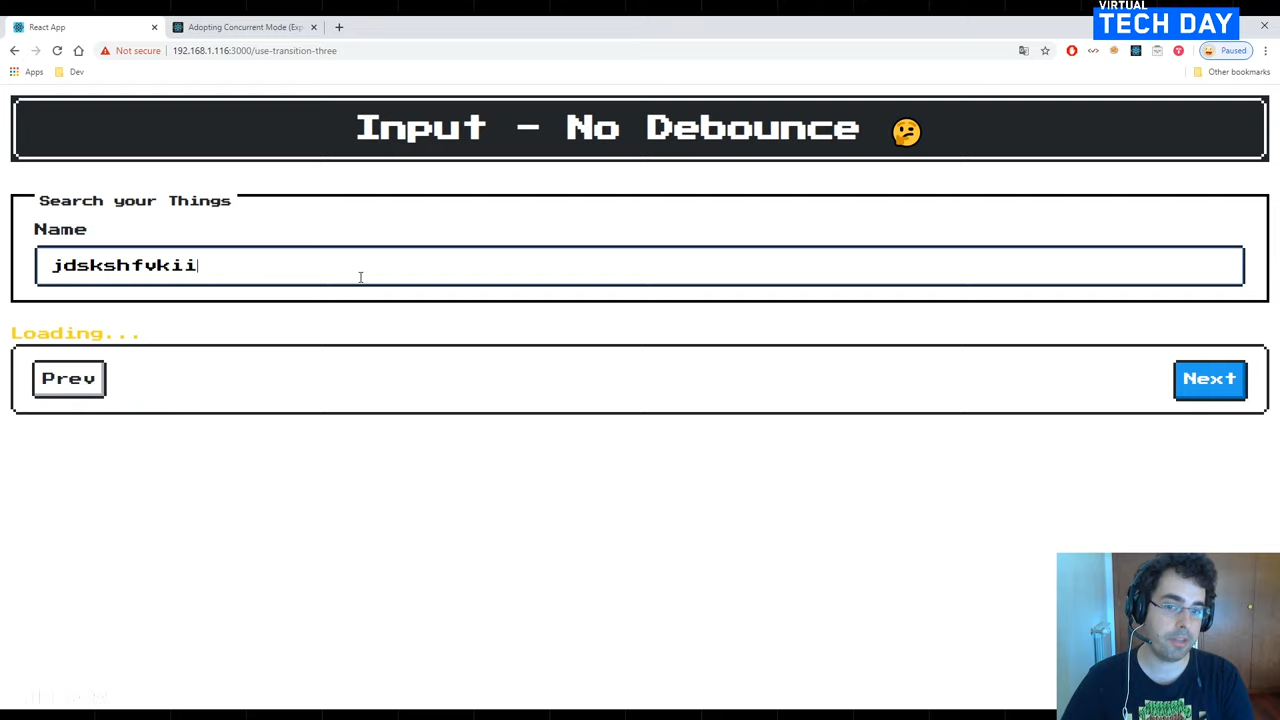 VIRTUAL
TECH DAY
React App
Adopting Concurrent Mode (Exp
Not secure
192.168.1.116:3000/use-transition-three
Paused
Apps
Dev
Other bookmarks
Input - No Debounce 🤔
Search your Things
Name
jdskshfvkii
Loading...
Prev
Next